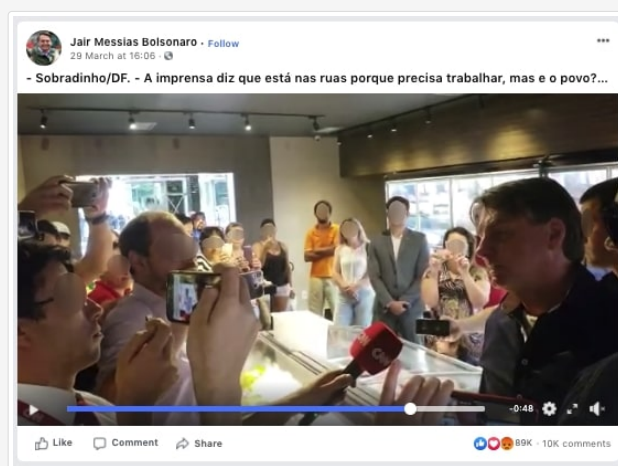 Jair Messias Bolsonaro · Follow
29 March at 16:06 ·
- Sobradinho/DF. - A imprensa diz que está nas ruas porque precisa trabalhar, mas e o povo?...
CNN
-0:48
Like Comment Share 89K · 10K comments